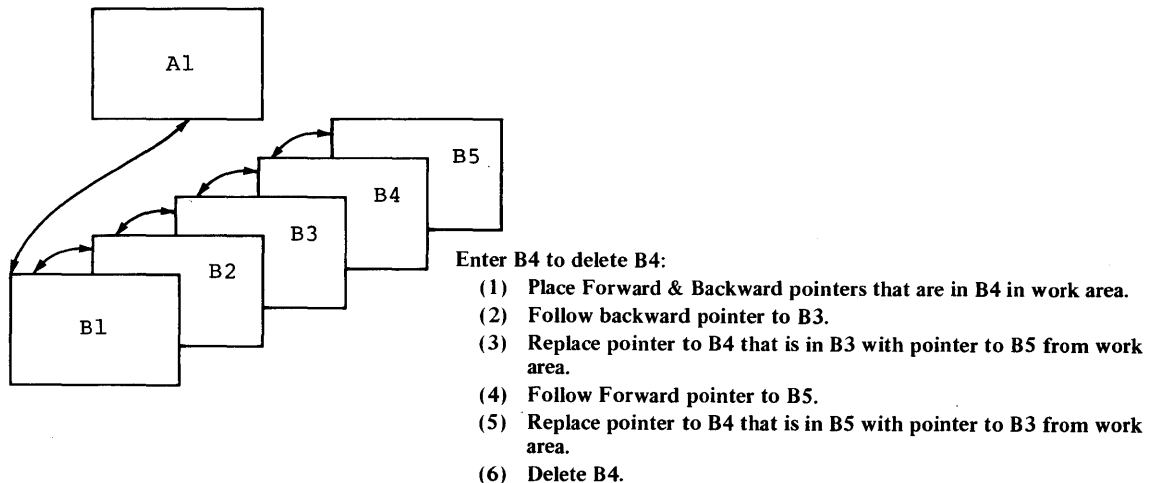 A1
B5
B4
B3
B2
B1
Enter B4 to delete B4:
(1) Place Forward & Backward pointers that are in B4 in work area.
(2) Follow backward pointer to B3.
(3) Replace pointer to B4 that is in B3 with pointer to B5 from work
area.
(4) Follow Forward pointer to B5.
(5) Replace pointer to B4 that is in B5 with pointer to B3 from work
area.
(6) Delete B4.